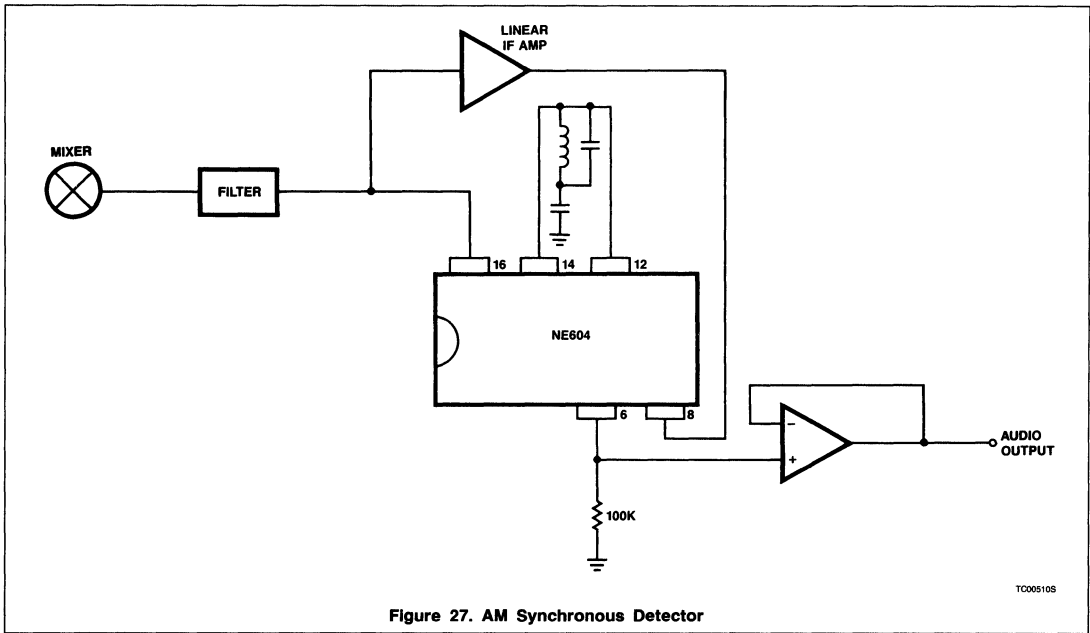 LINEAR
IF AMP
MIXER
FILTER
16
14
12
NE604
6
8
−
+
AUDIO
OUTPUT
100K
TC00510S
Figure 27. AM Synchronous Detector